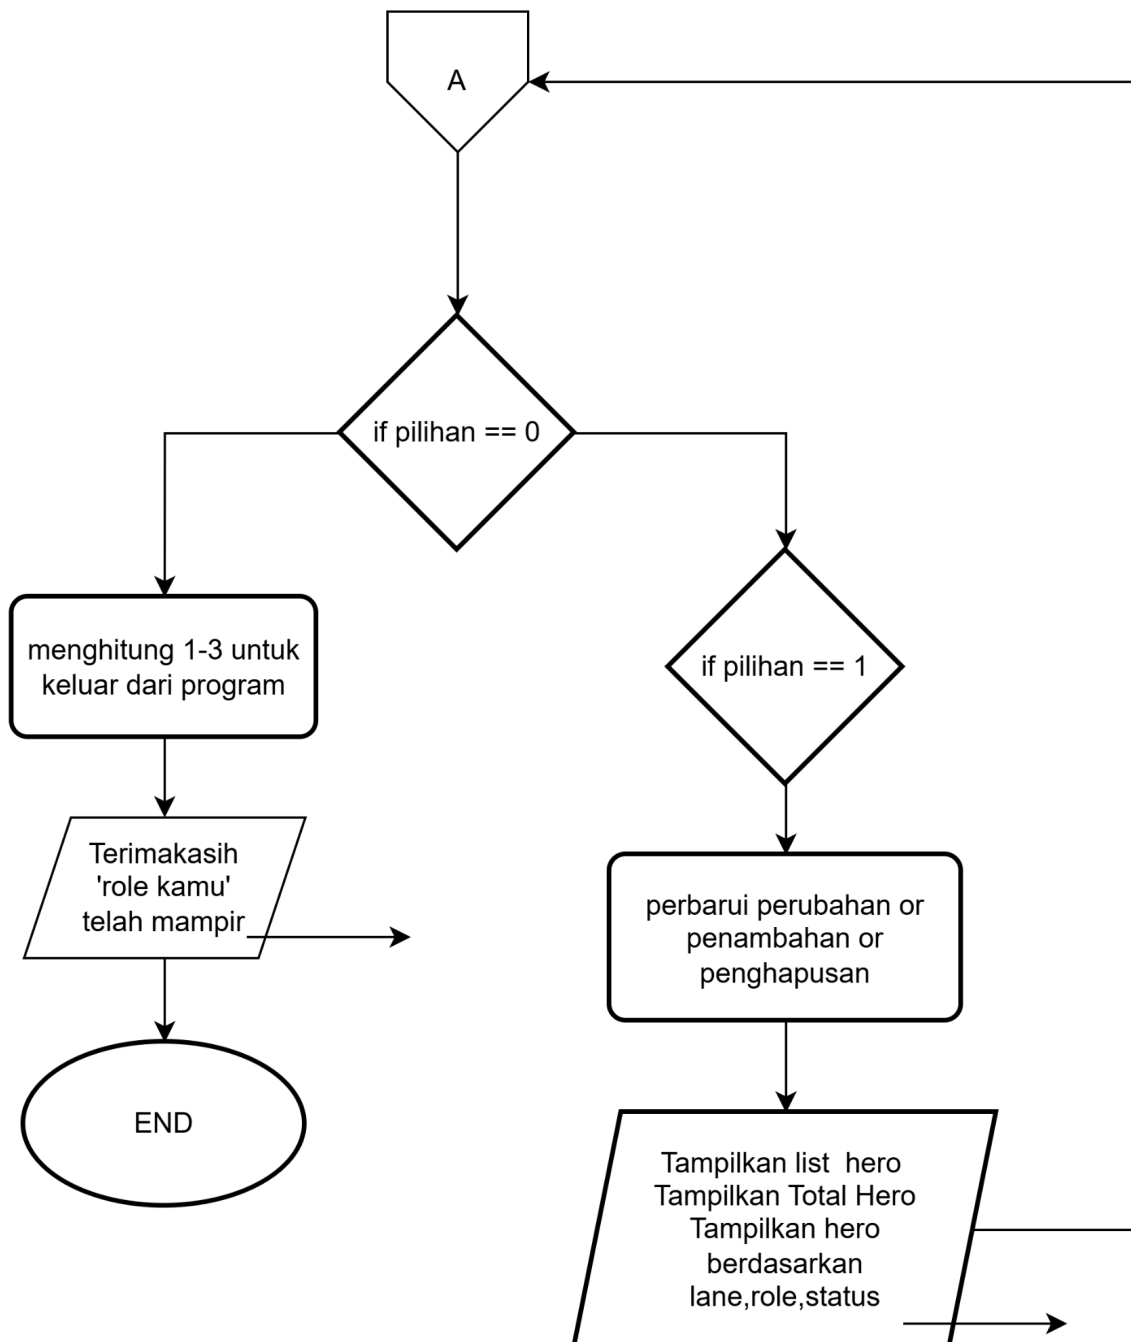 A
if pilihan == 0
menghitung 1-3 untuk
keluar dari program
Terimakasih
'role kamu'
telah mampir
END
if pilihan == 1
perbarui perubahan or
penambahan or
penghapusan
Tampilkan list hero
Tampilkan Total Hero
Tampilkan hero
berdasarkan
lane,role,status